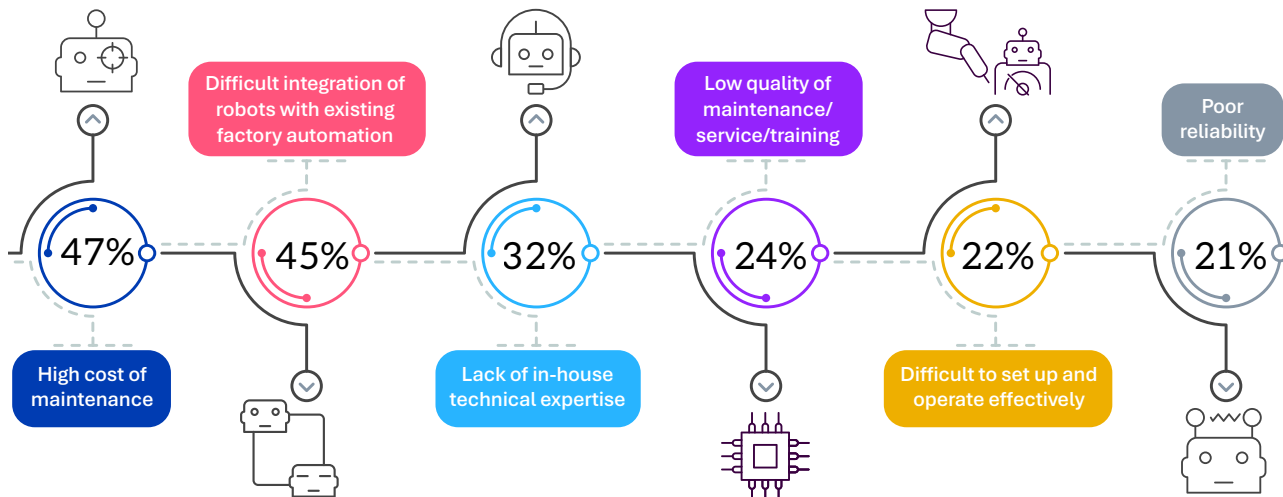 47%
High cost of
maintenance
Difficult integration of
robots with existing
factory automation
45%
32%
Lack of in-house
technical expertise
Low quality of
maintenance/
service/training
24%
22%
Difficult to set up and
operate effectively
Poor
reliability
21%